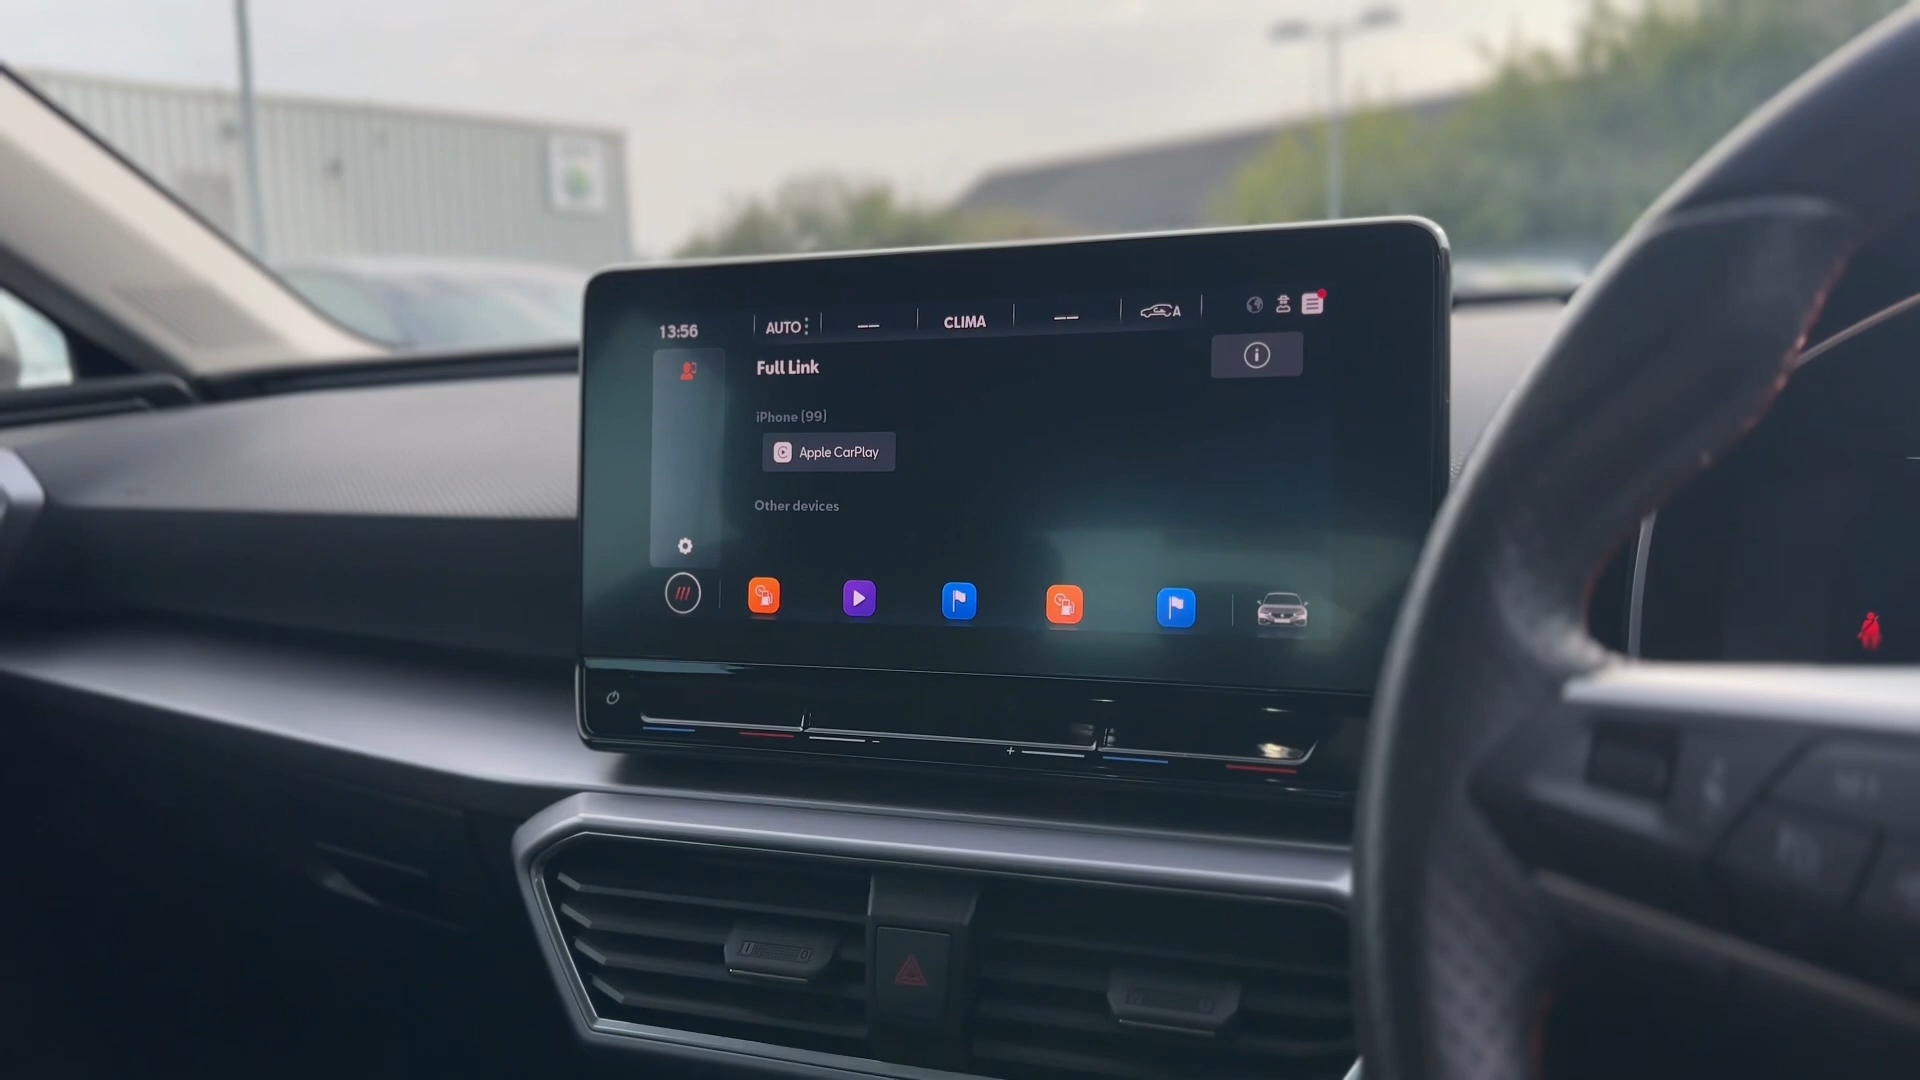 13:56
AUTO
CLIMA
A
Full Link
iPhone (99)
Apple CarPlay
Other devices
- 
+